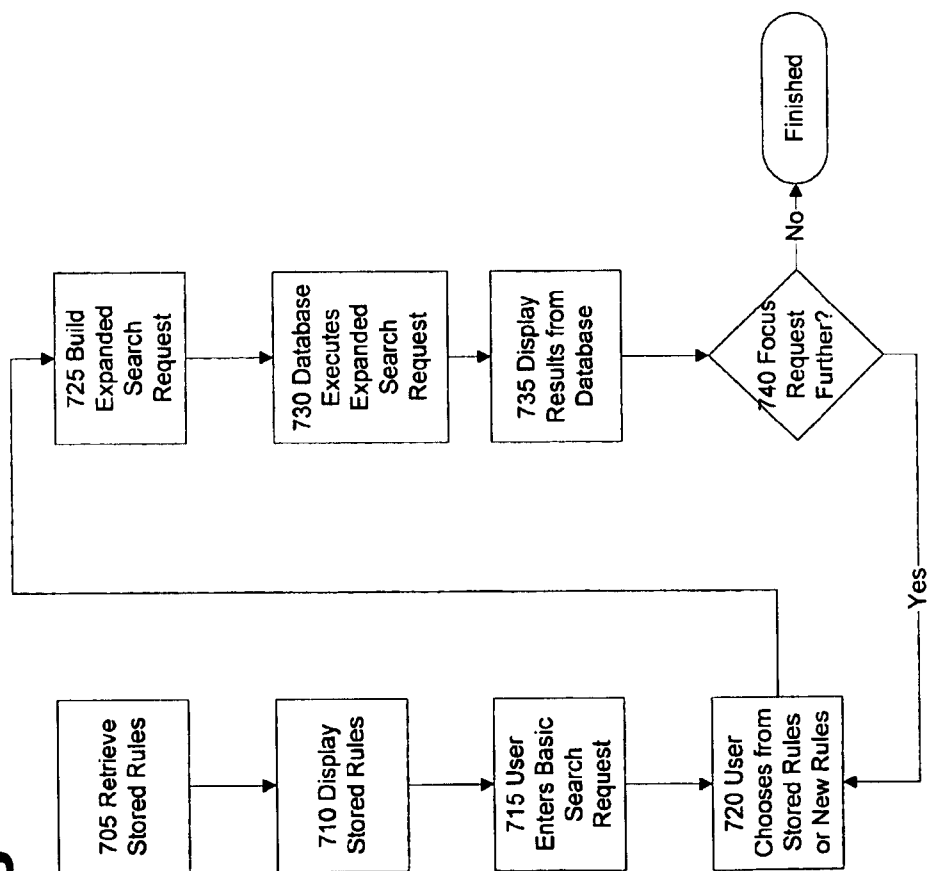 705 Retrieve
Stored Rules
710 Display
Stored Rules
715 User
Enters Basic
Search
Request
720 User
Chooses from
Stored Rules
or New Rules
725 Build
Expanded
Search
Request
730 Database
Executes
Expanded
Search
Request
735 Display
Results from
Database
740 Focus
Request
Further?
No
Finished
Yes